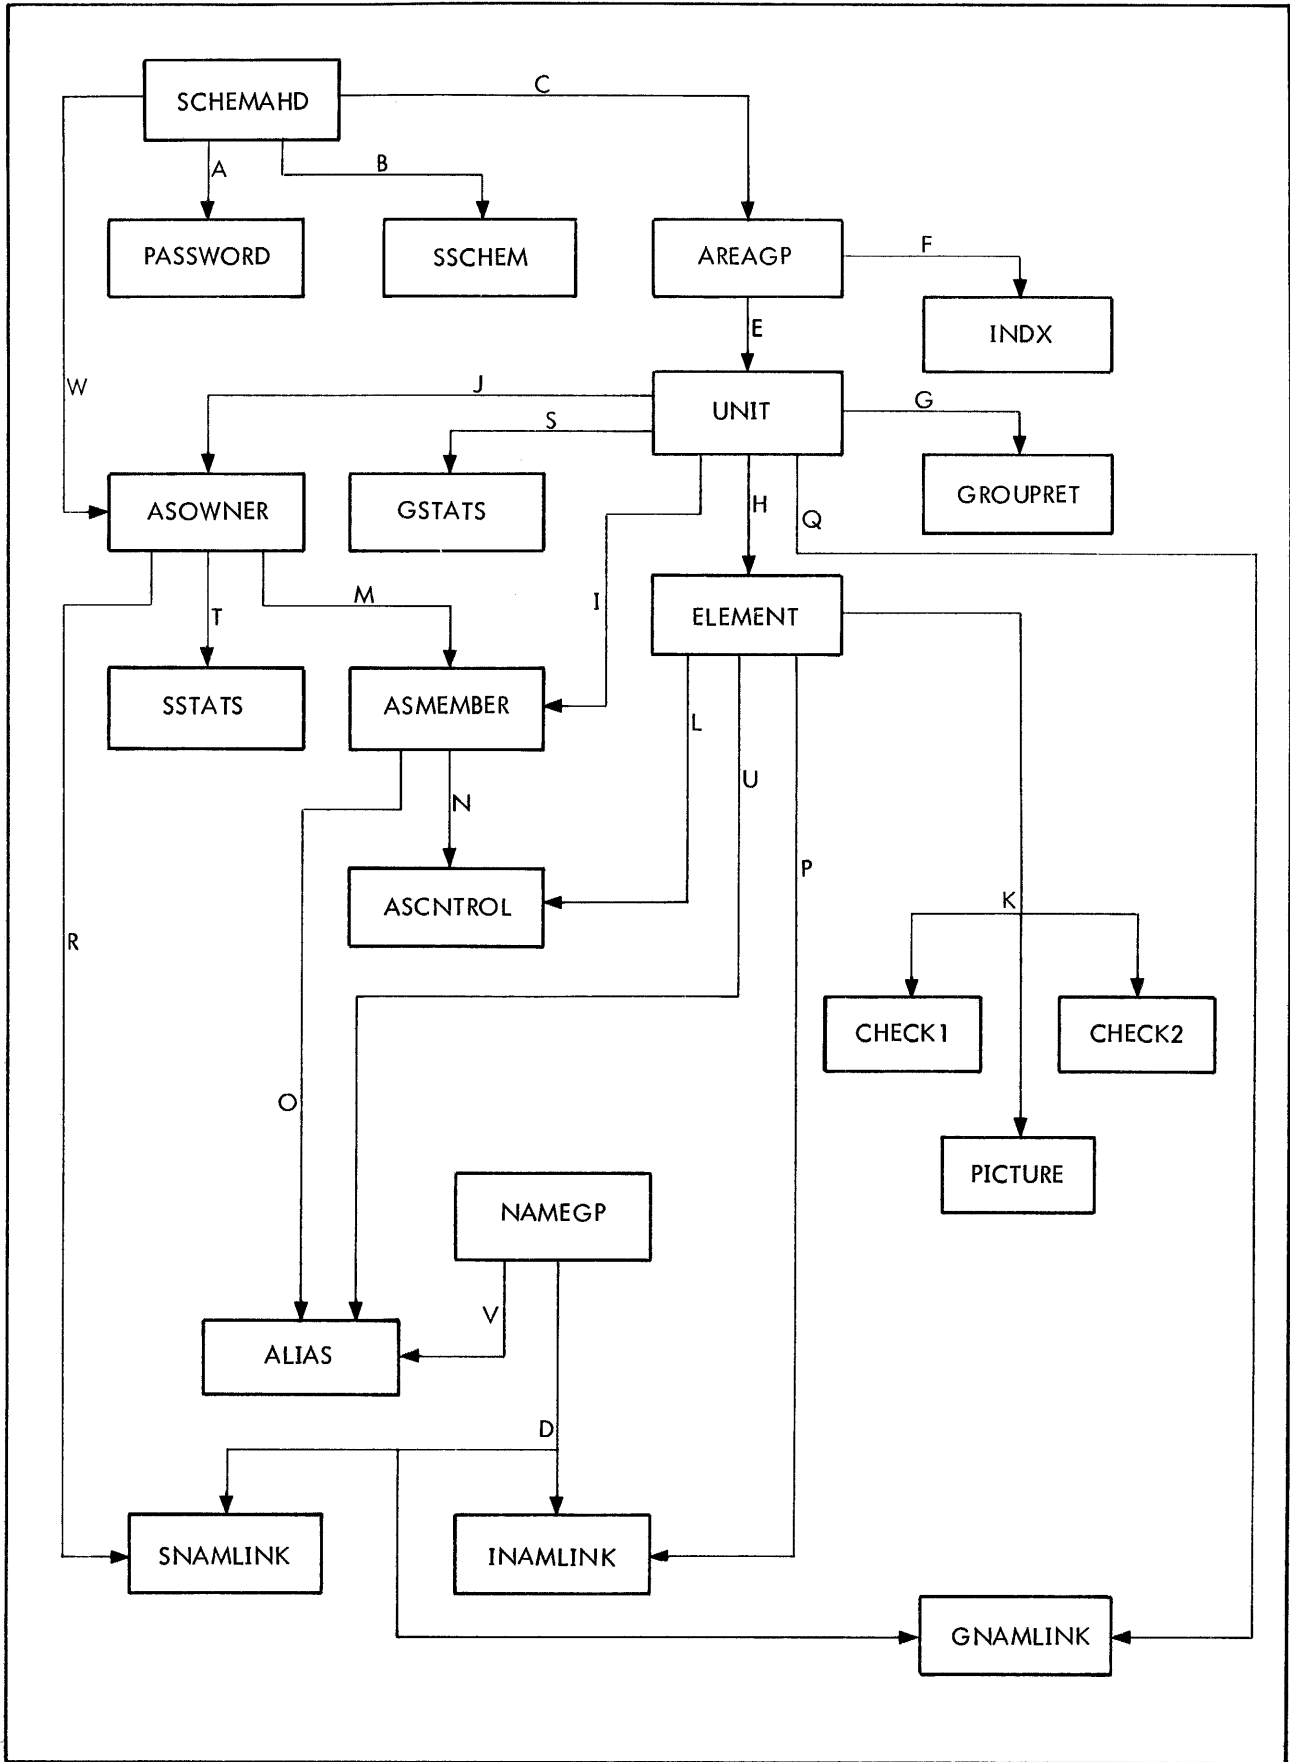 C
SCHEMAHD
A
B
PASSWORD
SSCHEM
AREAGP
F
E
INDX
W
J
UNIT
G
S
ASOWNER
GSTATS
H
Q
GROUPRET
M
I
T
ELEMENT
SSTATS
ASMEMBER
L
U
N
P
ASCNTROL
K
R
CHECK1
CHECK2
O
PICTURE
NAMEGP
V
ALIAS
D
SNAMLINK
INAMLINK
GNAMLINK